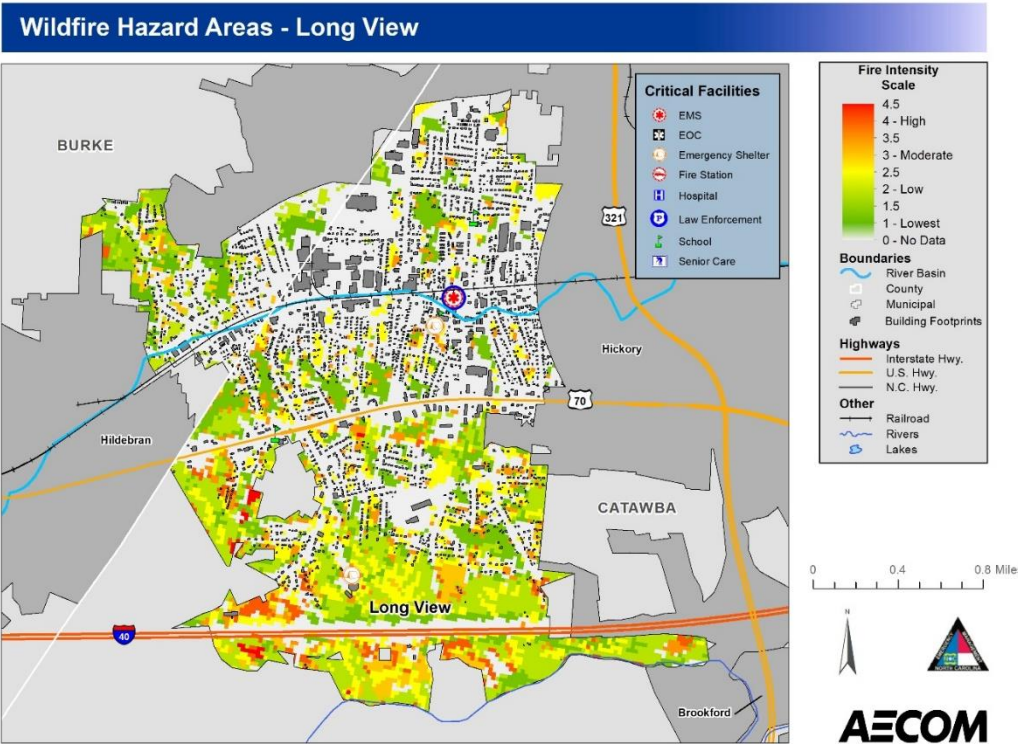 Wildfire Hazard Areas - Long View
BURKE
Critical Facilities
EMS
EOC
Emergency Shelter
Fire Station
H Hospital
P Law Enforcement
School
? Senior Care
321
Hickory
70
Hildebran
CATAWBA
Long View
40
Brookford
Fire Intensity
Scale
4.5
4 - High
3.5
3 - Moderate
2.5
2 - Low
1.5
1 - Lowest
0 - No Data
Boundaries
River Basin
County
Municipal
Building Footprints
Highways
Interstate Hwy.
U.S. Hwy.
N.C. Hwy.
Other
Railroad
Rivers
Lakes
0 0.4 0.8 Mile
N
NORTH CAROLINA
AECOM